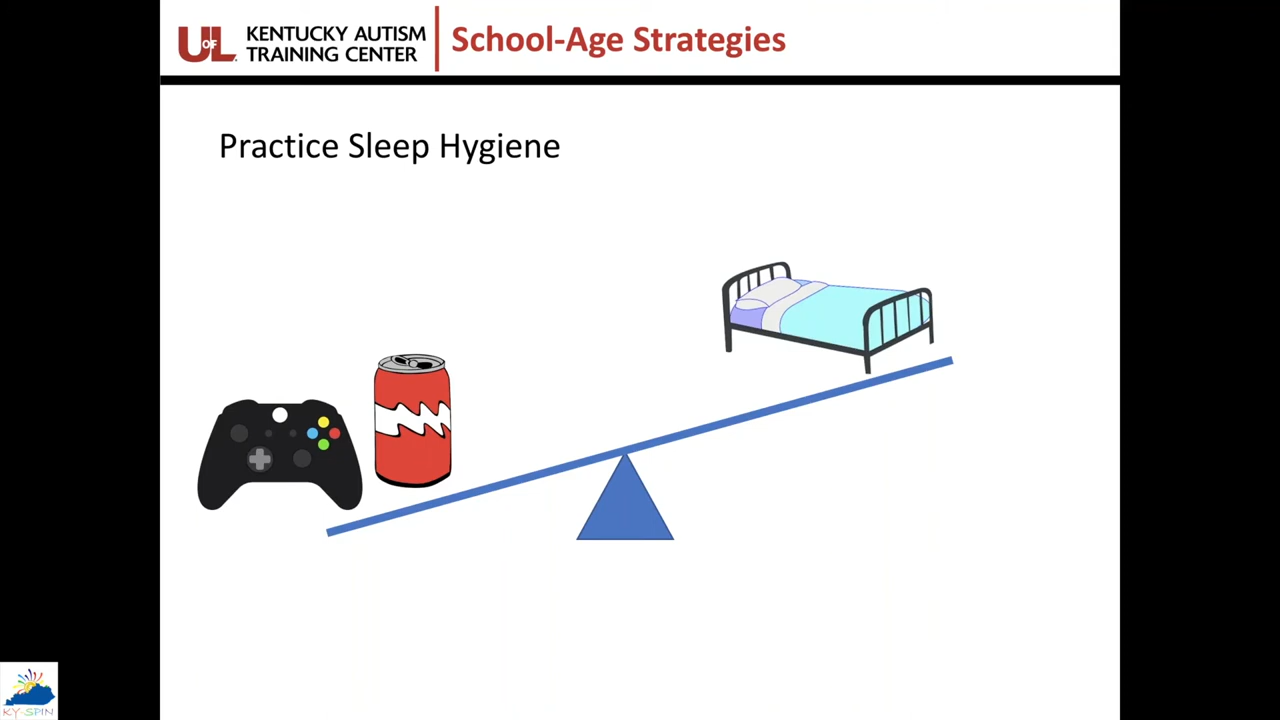 UofL
KENTUCKY AUTISM
TRAINING CENTER
School-Age Strategies
Practice Sleep Hygiene
KY-SPIN